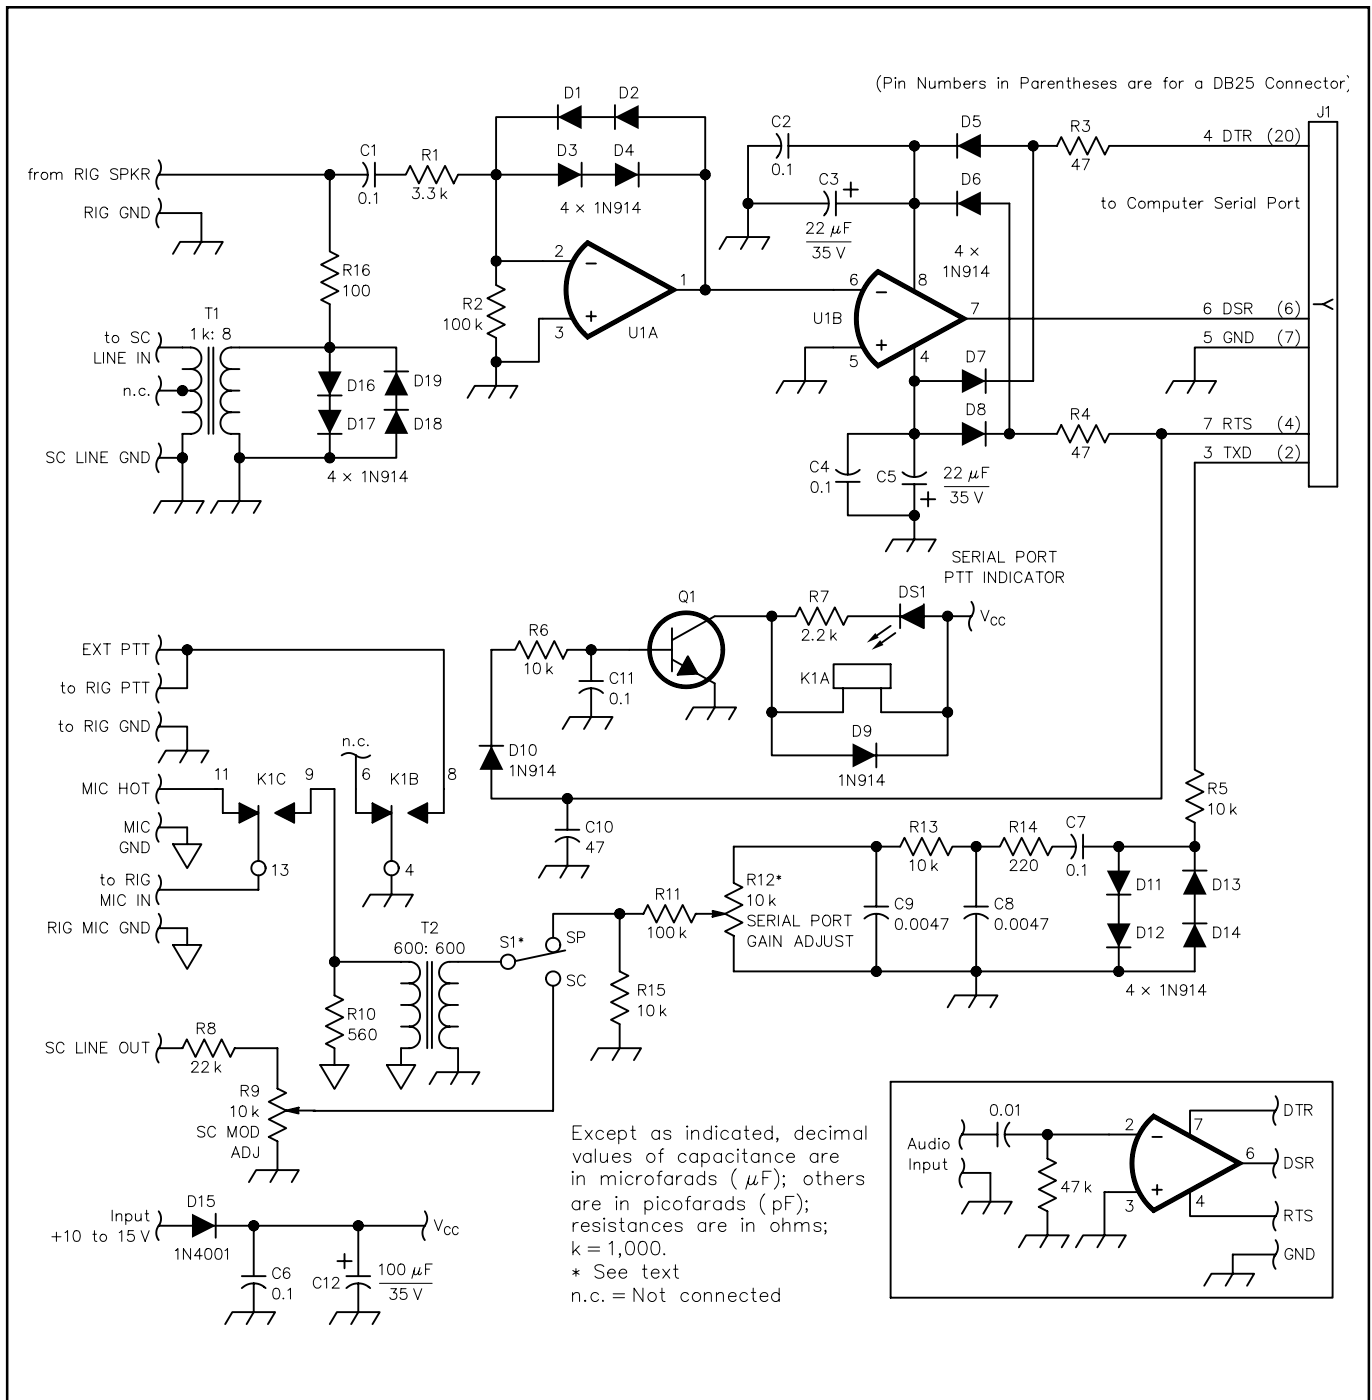 (Pin Numbers in Parentheses are for a DB25 Connector)
J1
D1 D2
D3 D4
4 × 1N914
C1
0.1
R1
3.3 k
from RIG SPKR
RIG GND
R16
100
T1
1 k: 8
to SC
LINE IN
n.c.
SC LINE GND
D16
D17
D19
D18
4 × 1N914
R2
100 k
2
3
1
−
+
U1A
C2
0.1
C3
+
22 μF
35 V
D5
D6
4 ×
1N914
R3
47
4 DTR (20)
to Computer Serial Port
6
5
8
7
4
−
+
U1B
6 DSR (6)
5 GND (7)
D7
D8
R4
47
7 RTS (4)
3 TXD (2)
C4
0.1
C5
+
22 μF
35 V
SERIAL PORT
PTT INDICATOR
Q1
R7
2.2 k
DS1
VCC
K1A
D9
1N914
R6
10 k
C11
0.1
D10
1N914
C10
47
EXT PTT
to RIG PTT
to RIG GND
MIC HOT
MIC
GND
to RIG
MIC IN
RIG MIC GND
11 K1C 9
13
n.c.
6 K1B 8
4
R5
10 k
R13
10 k
R14
220
C7
0.1
D11
D12
D13
D14
4 × 1N914
C9
0.0047
C8
0.0047
R12*
10 k
SERIAL PORT
GAIN ADJUST
R11
100 k
R15
10 k
T2
600: 600
S1*
SP
SC
R10
560
SC LINE OUT
R8
22 k
R9
10 k
SC MOD
ADJ
Input
+10 to 15 V
D15
1N4001
VCC
C6
0.1
C12
+
100 μF
35 V
Except as indicated, decimal
values of capacitance are
in microfarads ( μF); others
are in picofarads ( pF);
resistances are in ohms;
k = 1,000.
* See text
n.c. = Not connected
Audio
Input
0.01
47 k
2
3
7
6
4
−
+
DTR
DSR
RTS
GND